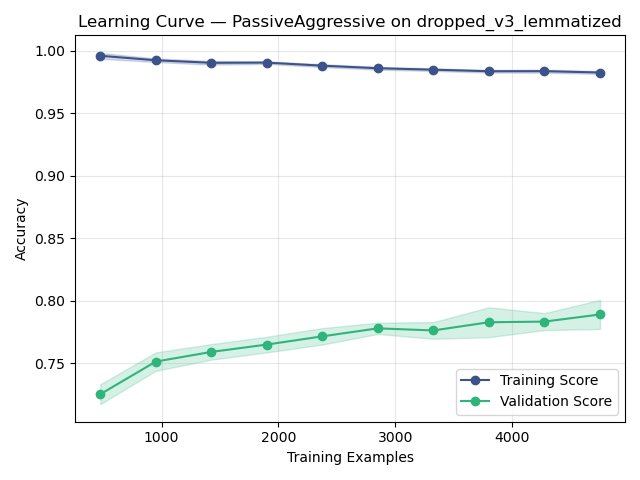 Learning Curve — PassiveAggressive on dropped_v3_lemmatized
1.00
0.95
0.90
0.85
0.80
0.75
Accuracy
1000 2000 3000 4000
Training Examples
Training Score
Validation Score